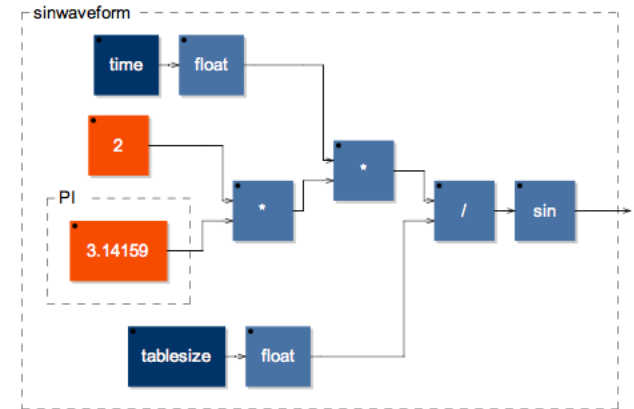 sinwaveform
time
float
2
*
*
PI
3.14159
/
sin
tablesize
float